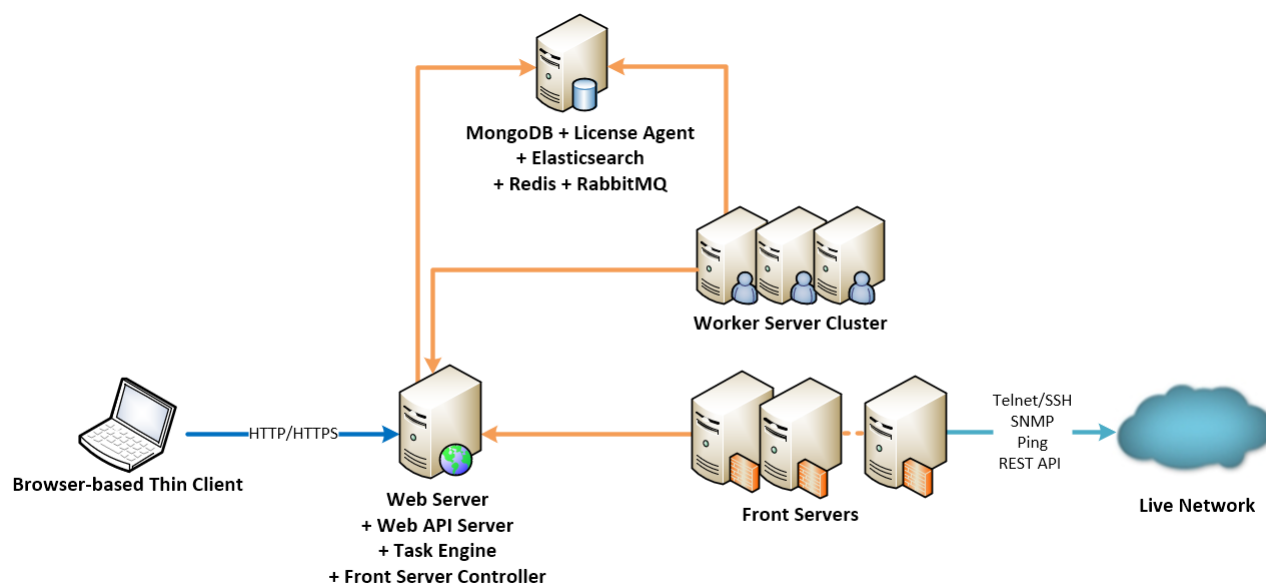 MongoDB + License Agent
+ Elasticsearch
+ Redis + RabbitMQ
Worker Server Cluster
HTTP/HTTPS
Browser-based Thin Client
Web Server
+ Web API Server
+ Task Engine
+ Front Server Controller
Front Servers
Telnet/SSH
SNMP
Ping
REST API
Live Network